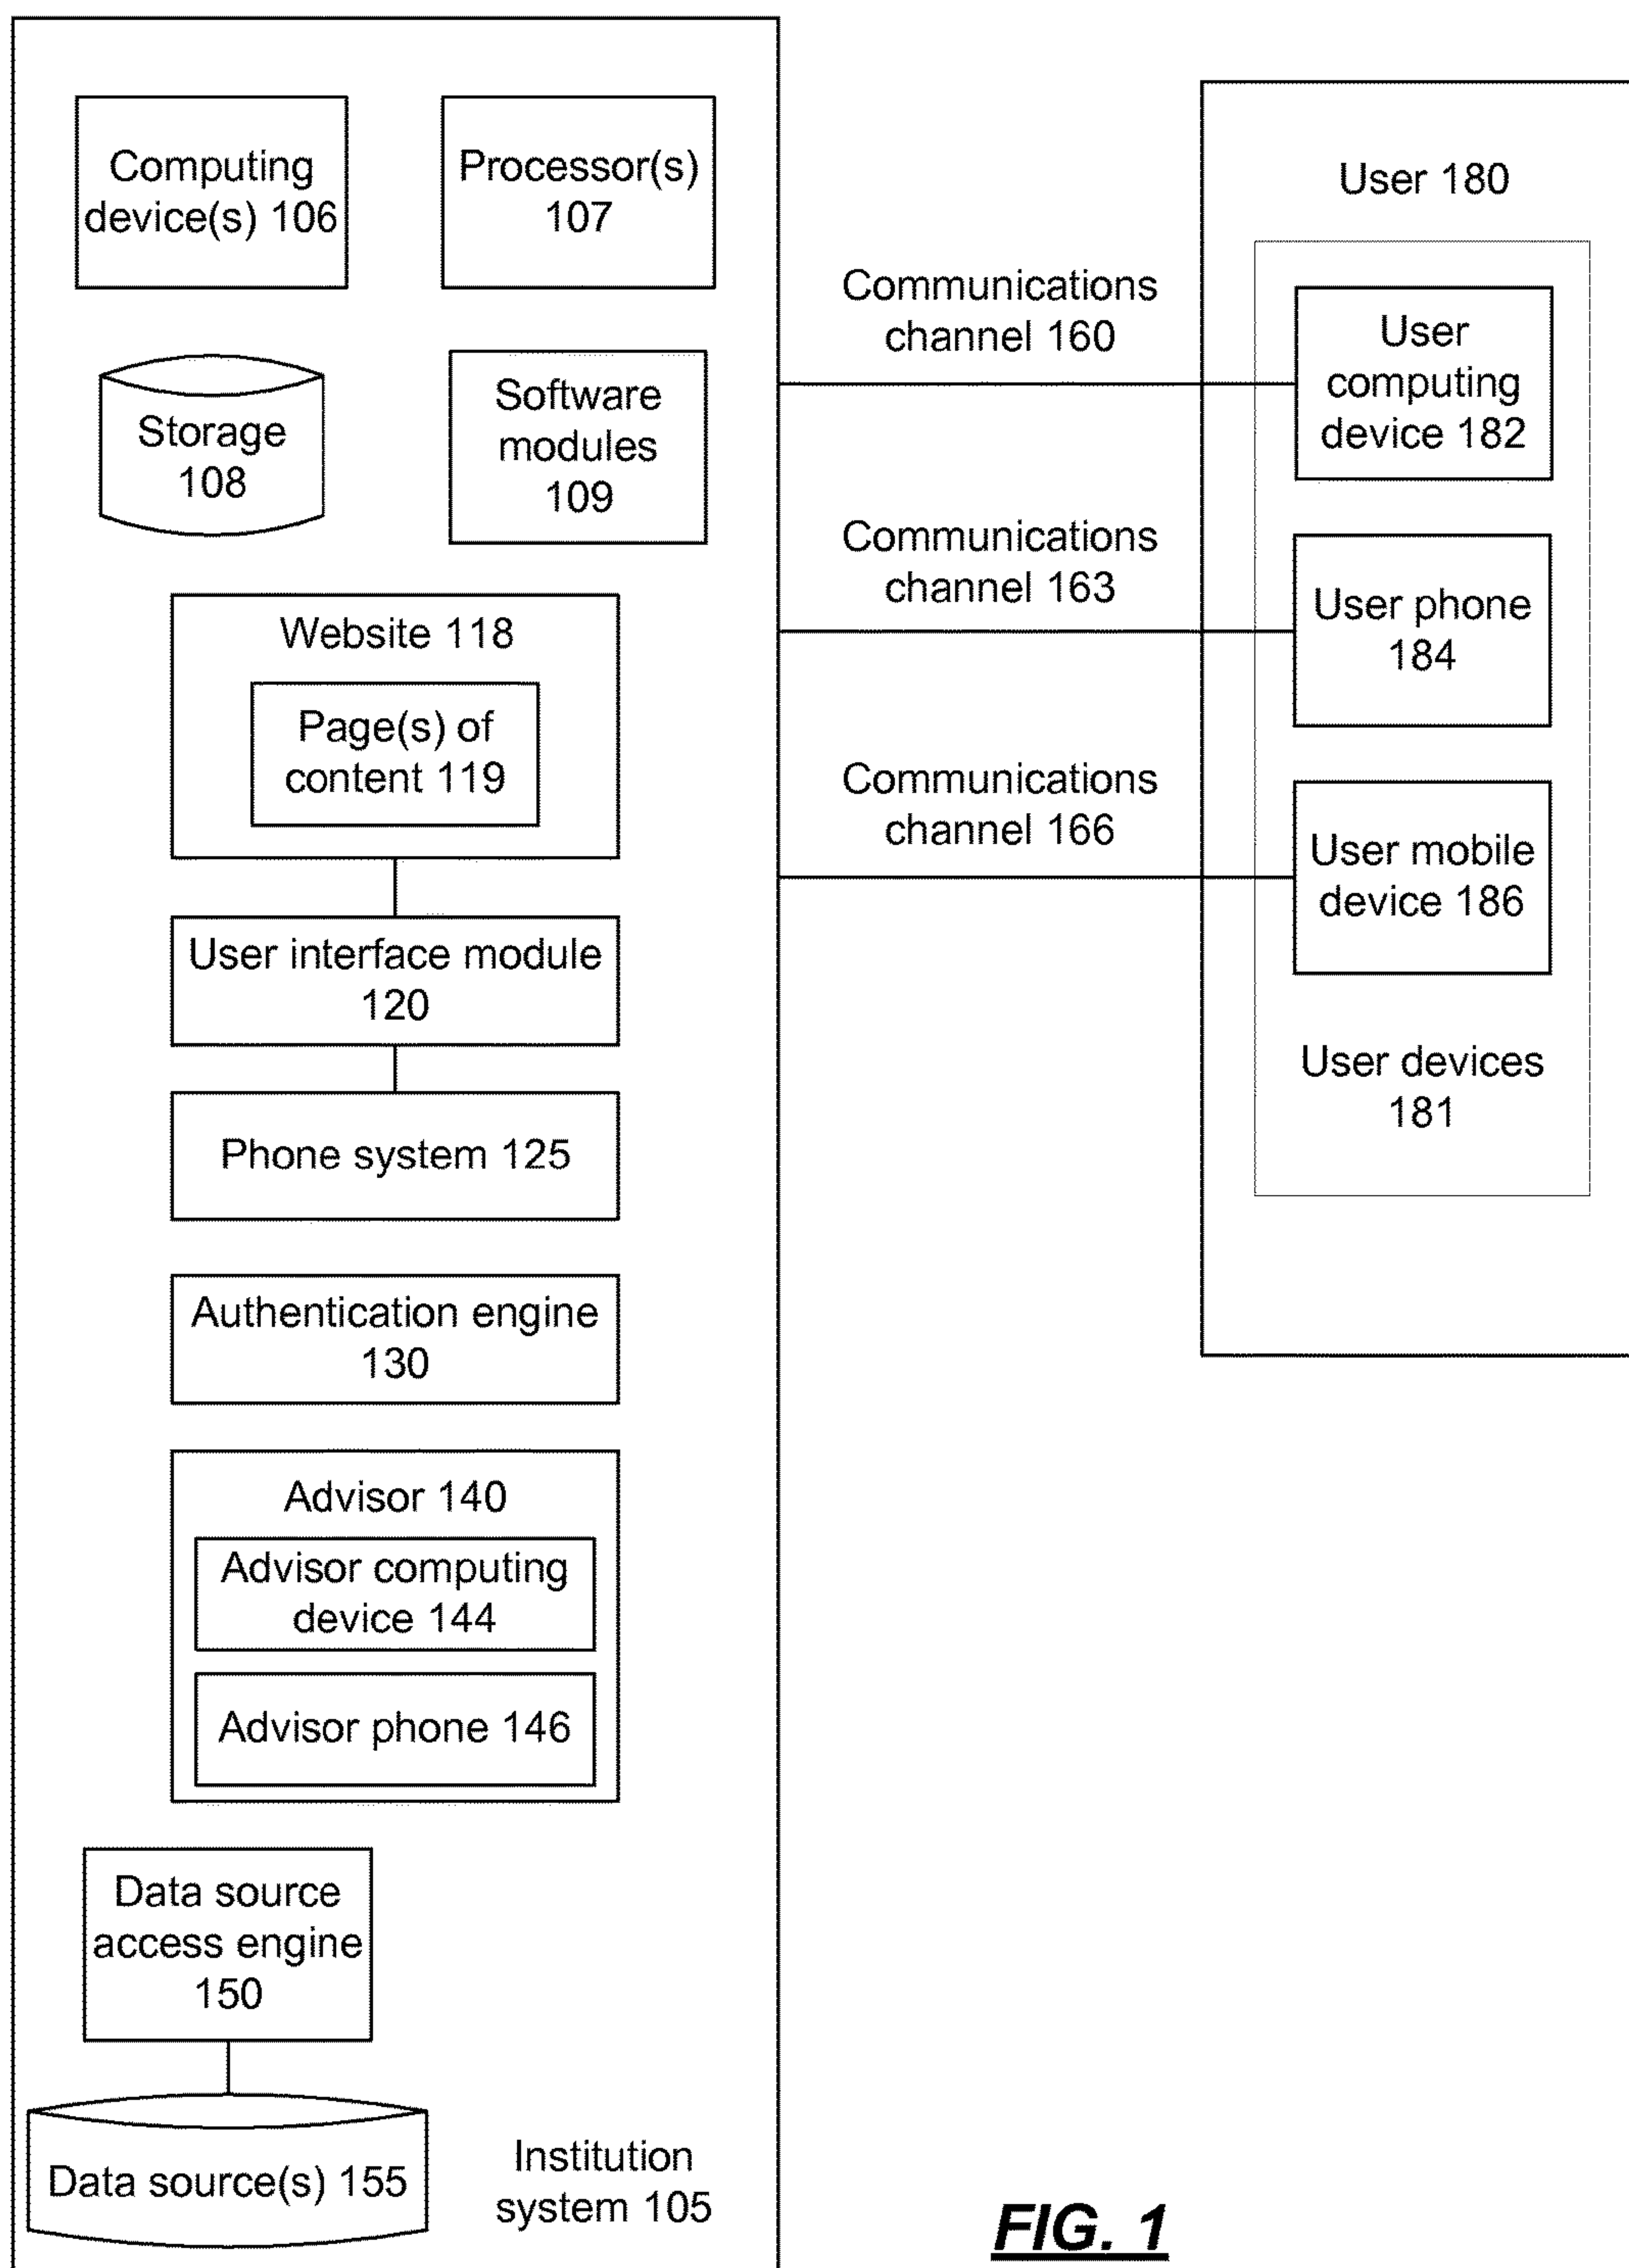 Computing
device(s) 106
Processor(s)
107
Storage
108
Software
modules
109
Website 118
Page(s) of
content 119
User interface module
120
Phone system 125
Authentication engine
130
Advisor 140
Advisor computing
device 144
Advisor phone 146
Data source
access engine
150
Data source(s) 155
Institution
system 105
Communications
channel 160
Communications
channel 163
Communications
channel 166
User 180
User
computing
device 182
User phone
184
User mobile
device 186
User devices
181
FIG. 1